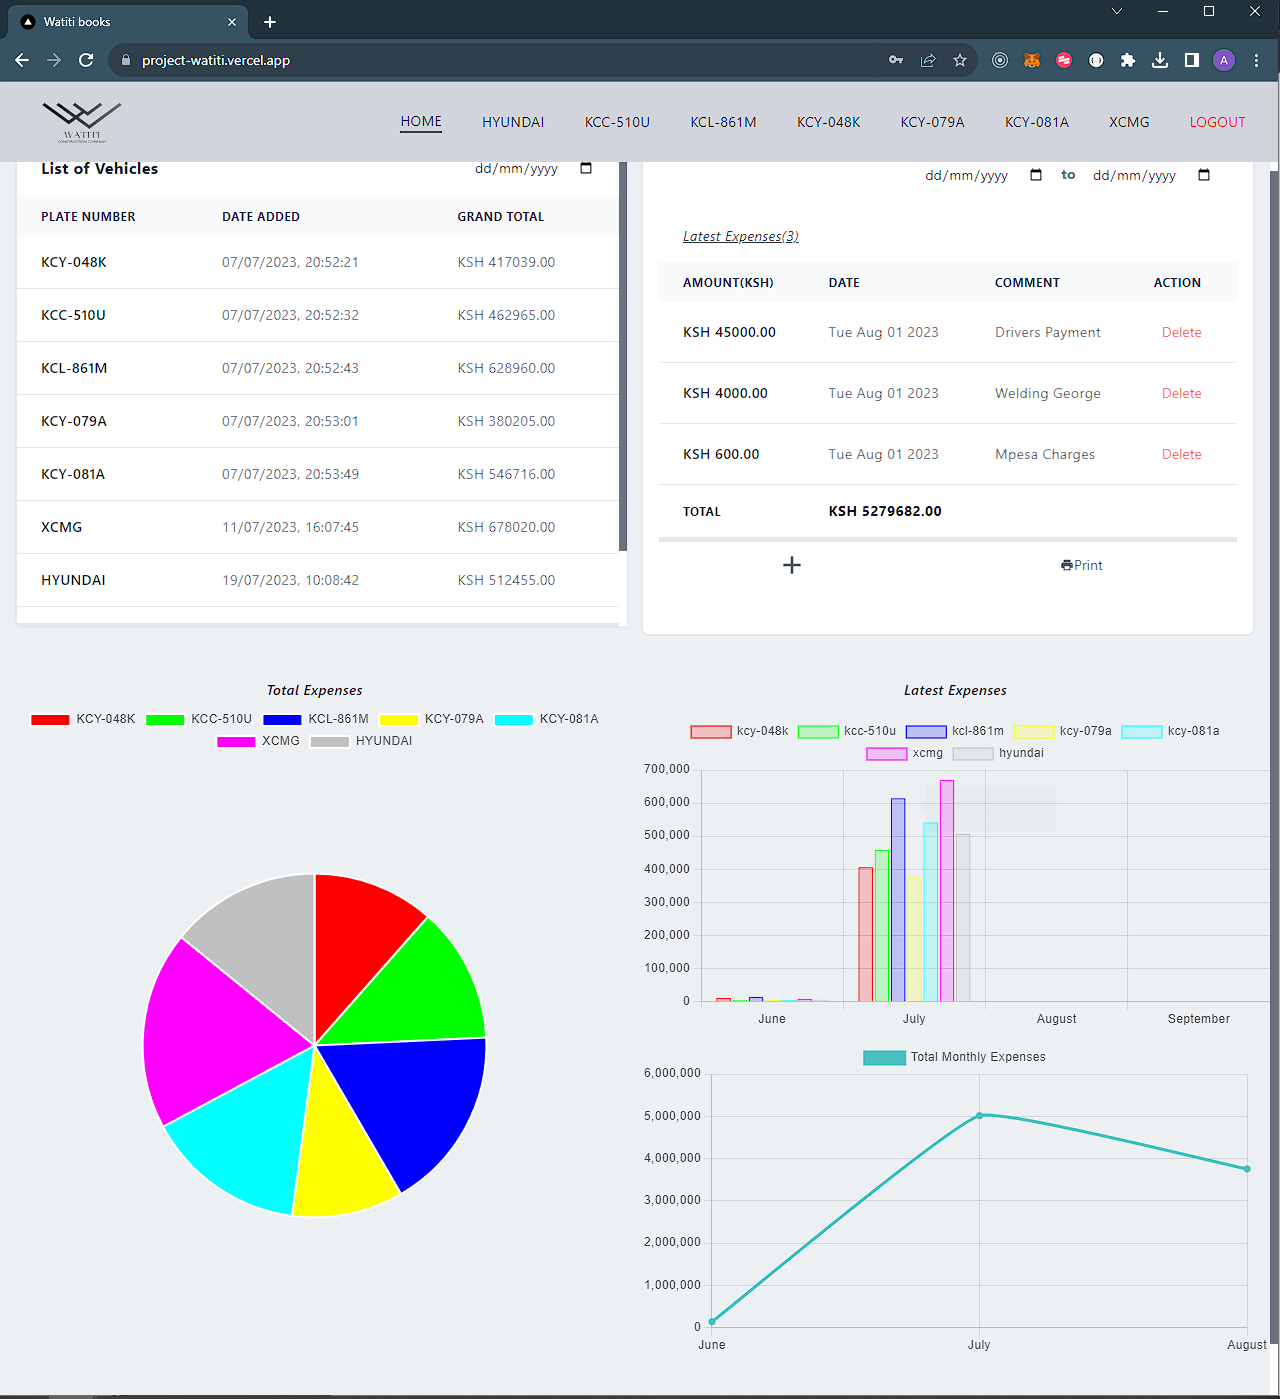 Watiti books
project-watiti.vercel.app
A
WATITI
CONSTRUCTION COMPANY
HOME HYUNDAI KCC-510U KCL-861M KCY-048K KCY-079A KCY-081A XCMG LOGOUT
List of Vehicles dd/mm/yyyy
PLATE NUMBER DATE ADDED GRAND TOTAL
KCY-048K 07/07/2023, 20:52:21 KSH 417039.00
KCC-510U 07/07/2023, 20:52:32 KSH 462965.00
KCL-861M 07/07/2023, 20:52:43 KSH 628960.00
KCY-079A 07/07/2023, 20:53:01 KSH 380205.00
KCY-081A 07/07/2023, 20:53:49 KSH 546716.00
XCMG 11/07/2023, 16:07:45 KSH 678020.00
HYUNDAI 19/07/2023, 10:08:42 KSH 512455.00
dd/mm/yyyy to dd/mm/yyyy
Latest Expenses(3)
AMOUNT(KSH) DATE COMMENT ACTION
KSH 45000.00 Tue Aug 01 2023 Drivers Payment Delete
KSH 4000.00 Tue Aug 01 2023 Welding George Delete
KSH 600.00 Tue Aug 01 2023 Mpesa Charges Delete
TOTAL KSH 5279682.00
Print
Total Expenses
KCY-048K KCC-510U KCL-861M KCY-079A KCY-081A
XCMG HYUNDAI
Latest Expenses
kcy-048k kcc-510u kcl-861m kcy-079a kcy-081a
xcmg hyundai
700,000
600,000
500,000
400,000
300,000
200,000
100,000
0
June July August September
Total Monthly Expenses
6,000,000
5,000,000
4,000,000
3,000,000
2,000,000
1,000,000
0
June July August